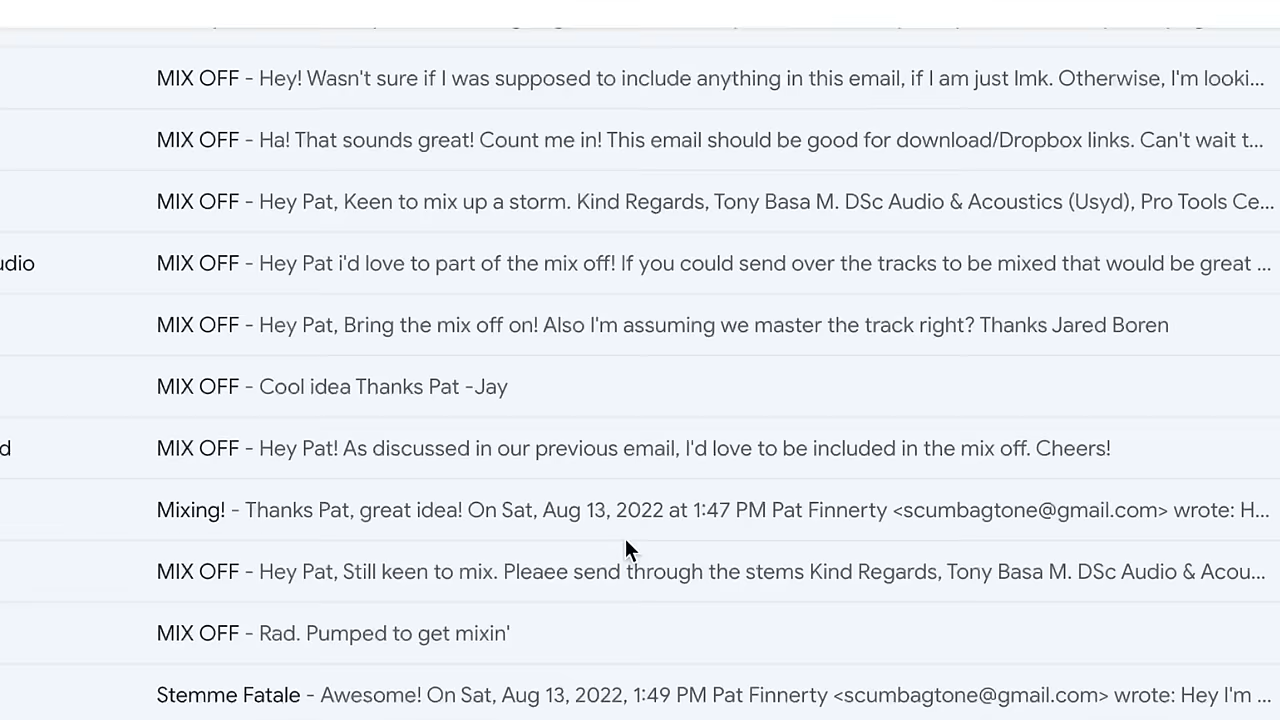 MIX OFF - Hey! Wasn't sure if I was supposed to include anything in this email, if I am just lmk. Otherwise, I'm looki...
MIX OFF - Ha! That sounds great! Count me in! This email should be good for download/Dropbox links. Can't wait t...
MIX OFF - Hey Pat, Keen to mix up a storm. Kind Regards, Tony Basa M. DSc Audio & Acoustics (Usyd), Pro Tools Ce...
udio MIX OFF - Hey Pat i'd love to part of the mix off! If you could send over the tracks to be mixed that would be great ...
MIX OFF - Hey Pat, Bring the mix off on! Also I'm assuming we master the track right? Thanks Jared Boren
MIX OFF - Cool idea Thanks Pat -Jay
d MIX OFF - Hey Pat! As discussed in our previous email, I'd love to be included in the mix off. Cheers!
Mixing! - Thanks Pat, great idea! On Sat, Aug 13, 2022 at 1:47 PM Pat Finnerty <scumbagtone@gmail.com> wrote: H...
MIX OFF - Hey Pat, Still keen to mix. Pleaee send through the stems Kind Regards, Tony Basa M. DSc Audio & Acou...
MIX OFF - Rad. Pumped to get mixin'
Stemme Fatale - Awesome! On Sat, Aug 13, 2022, 1:49 PM Pat Finnerty <scumbagtone@gmail.com> wrote: Hey I'm ...